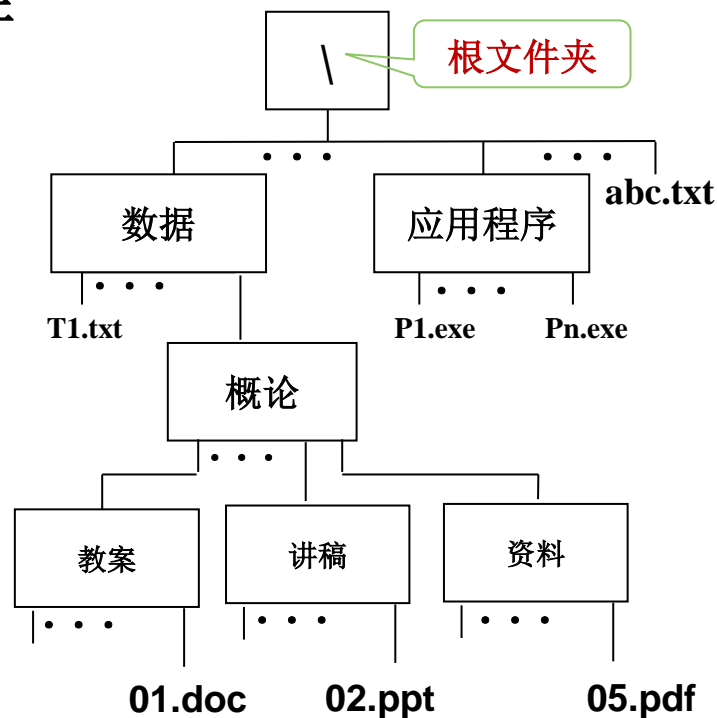 \
根文件夹
• • •
• • •
abc.txt
数据
应用程序
• • •
• • •
T1.txt
P1.exe
Pn.exe
概论
• • •
教案
讲稿
资料
• • •
• • •
• • •
01.doc
02.ppt
05.pdf